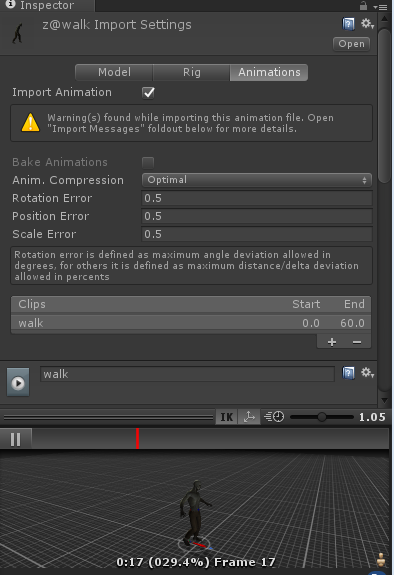 Inspector
z@walk Import Settings
Open
Model Rig Animations
Import Animation
Warning(s) found while importing this animation file. Open
"Import Messages" foldout below for more details.
Bake Animations
Anim. Compression Optimal
Rotation Error 0.5
Position Error 0.5
Scale Error 0.5
Rotation error is defined as maximum angle deviation allowed in
degrees, for others it is defined as maximum distance/delta deviation
allowed in percents
Clips Start End
walk 0.0 60.0
walk
IK 1.05
0:17 (029.4%) Frame 17